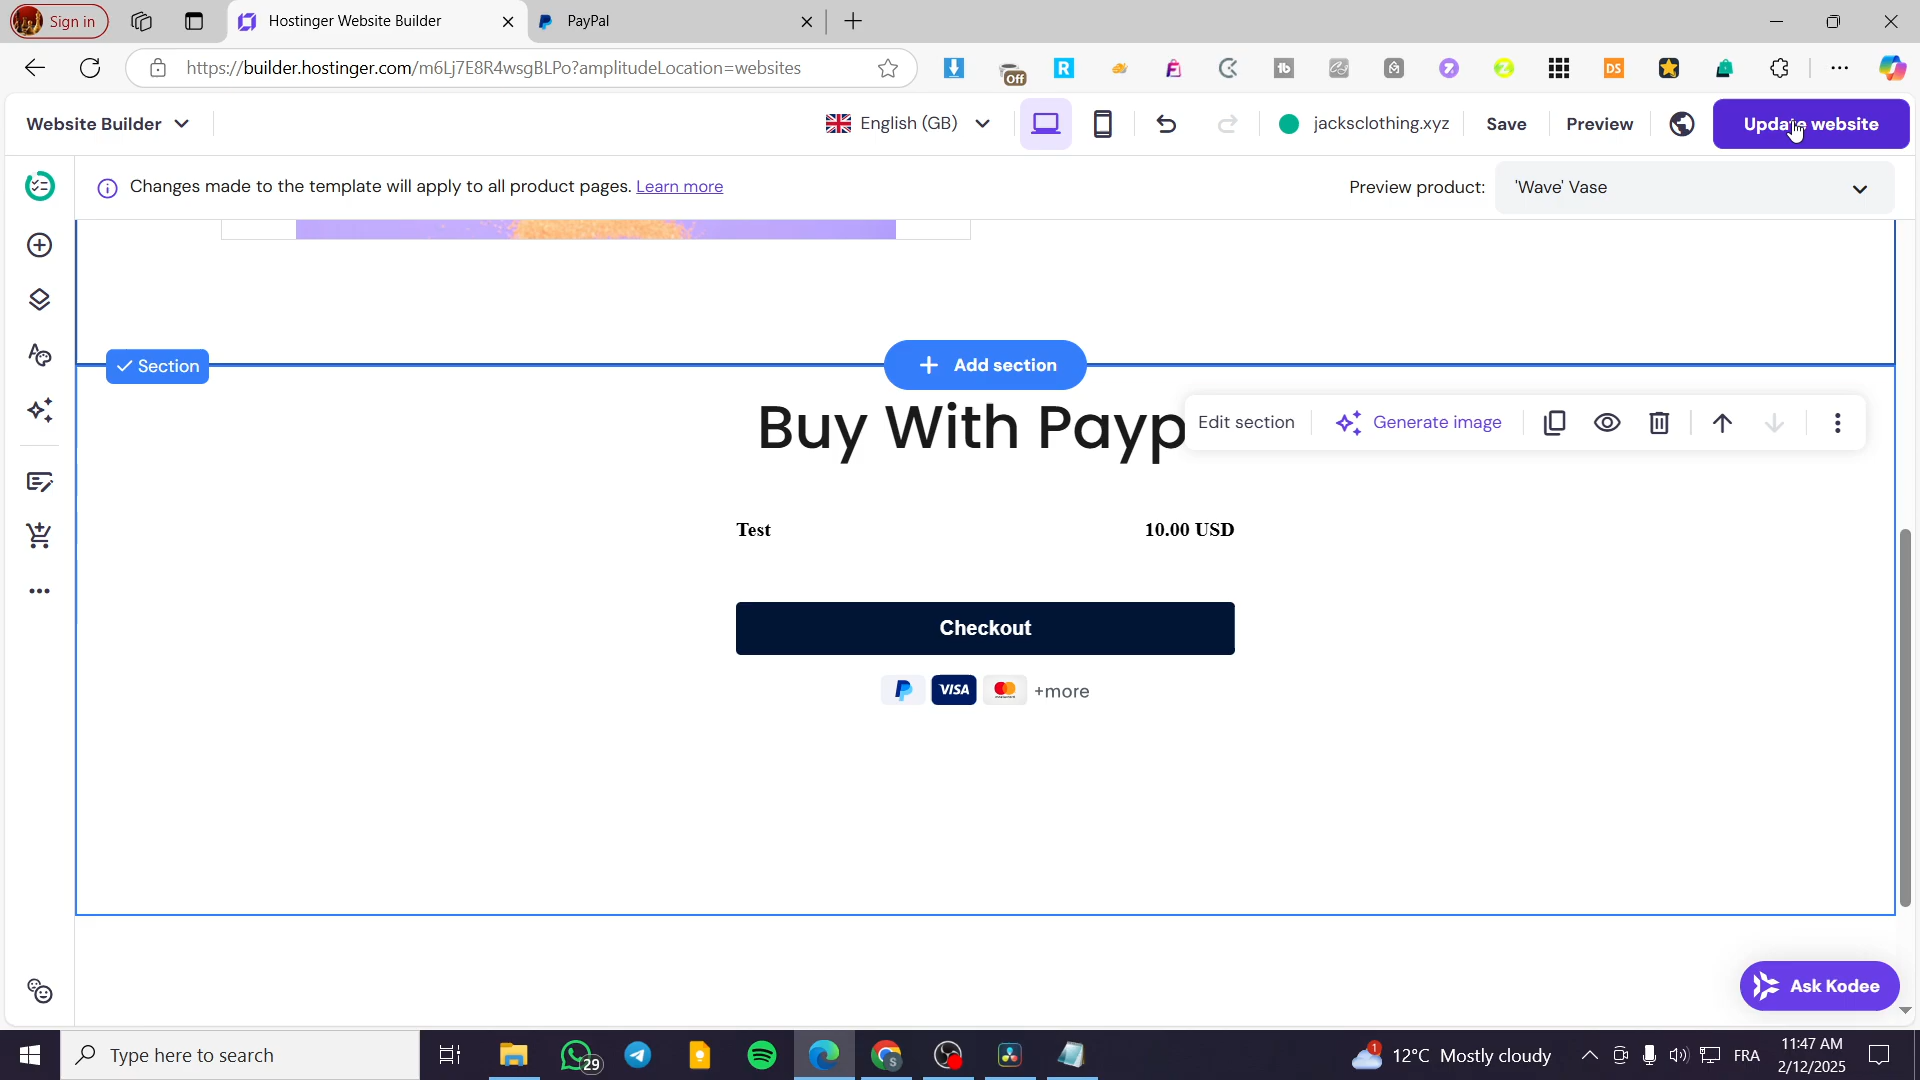 Sign in
Hostinger Website Builder
PayPal
https://builder.hostinger.com/m6Lj7E8R4wsgBLPo?amplitudeLocation=websites
Off
DS
Website Builder
English (GB)
jacksclothing.xyz
Save
Preview
Update website
Changes made to the template will apply to all product pages. Learn more
Preview product:
'Wave' Vase
Section
Add section
Buy With Payp
Edit section
Generate image
Test
10.00 USD
Checkout
VISA
+more
Ask Kodee
Type here to search
29
1
12°C Mostly cloudy
FRA
11:47 AM
2/12/2025